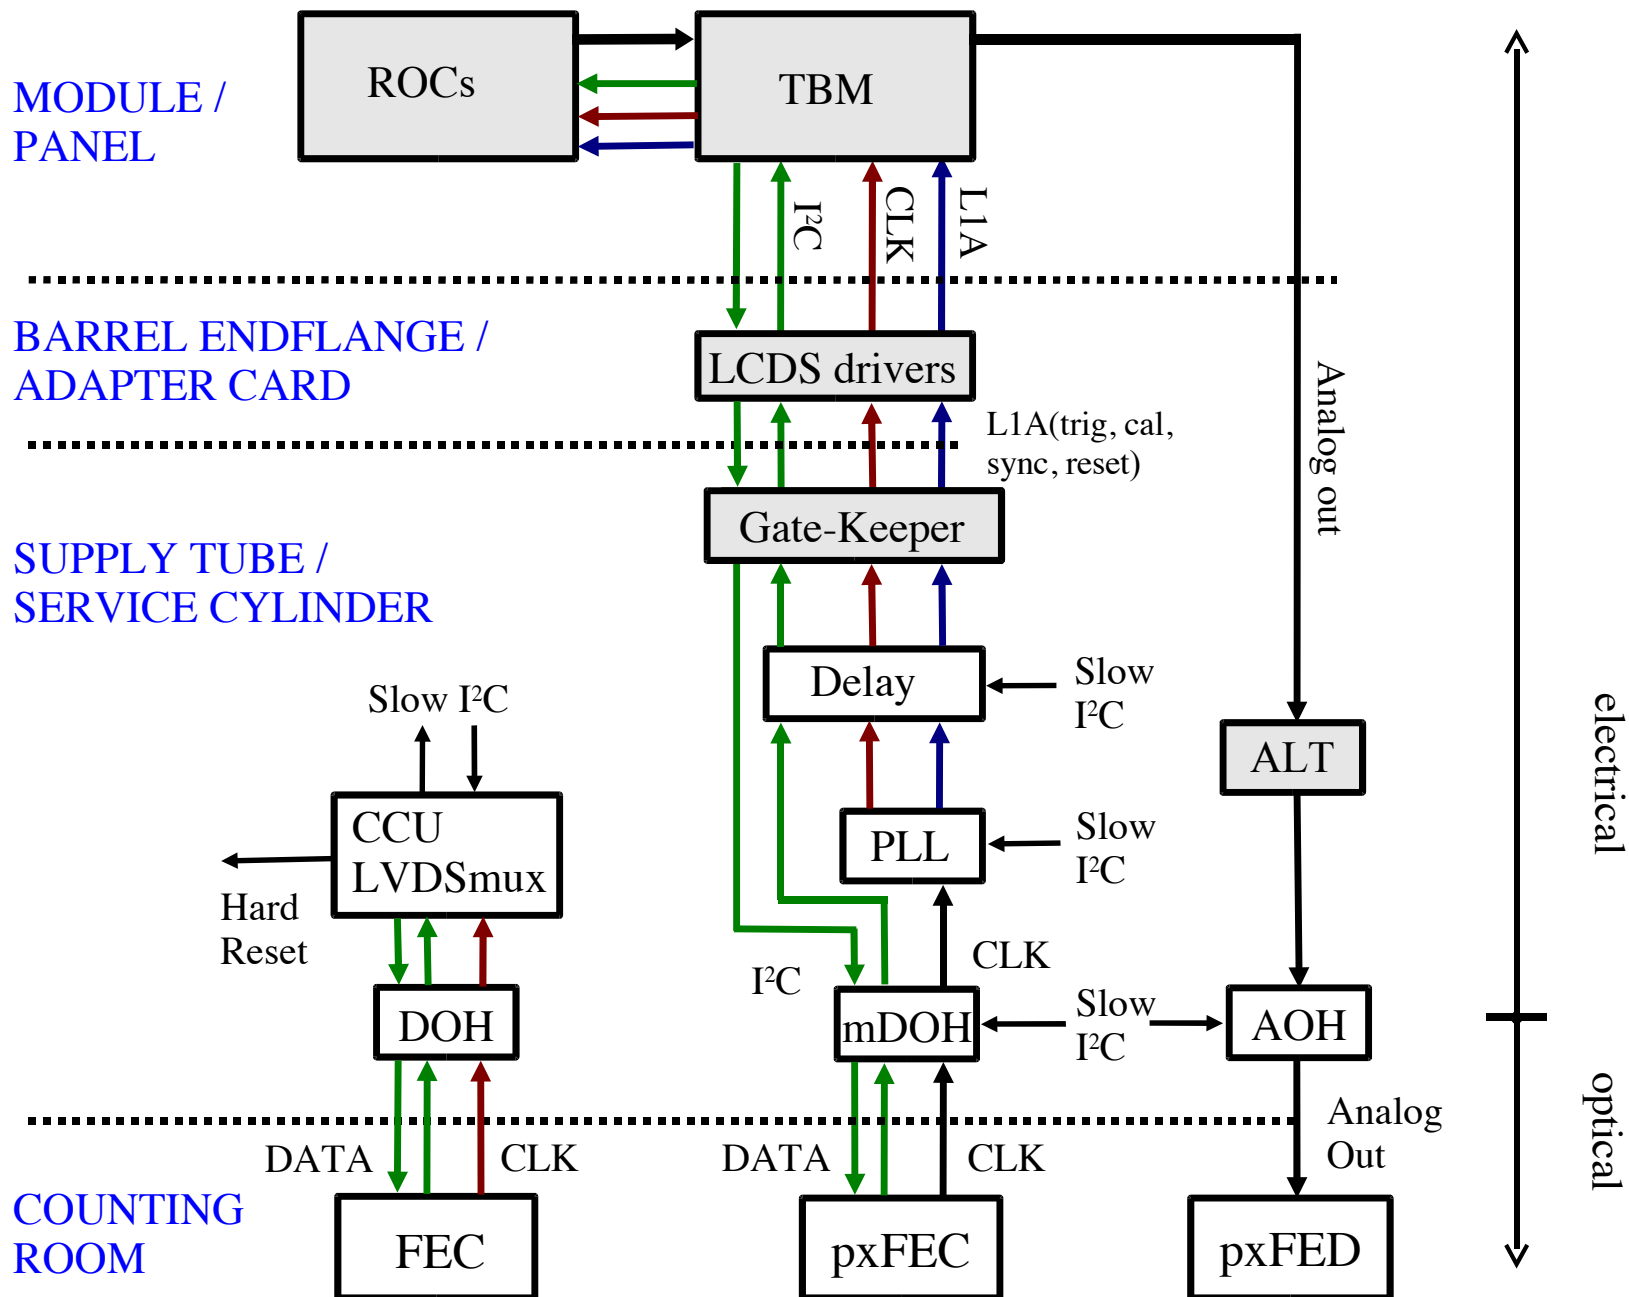 ROCs
TBM
MODULE /
PANEL
I²C
CLK
L1A
BARREL ENDFLANGE /
ADAPTER CARD
LCDS drivers
Analog out
L1A(trig, cal,
sync, reset)
Gate-Keeper
SUPPLY TUBE /
SERVICE CYLINDER
Delay
Slow
I²C
Slow I²C
ALT
electrical
CCU
LVDSmux
PLL
Slow
I²C
Hard
Reset
I²C
CLK
DOH
mDOH
Slow
I²C
AOH
optical
DATA
CLK
DATA
CLK
Analog
Out
COUNTING
ROOM
FEC
pxFEC
pxFED